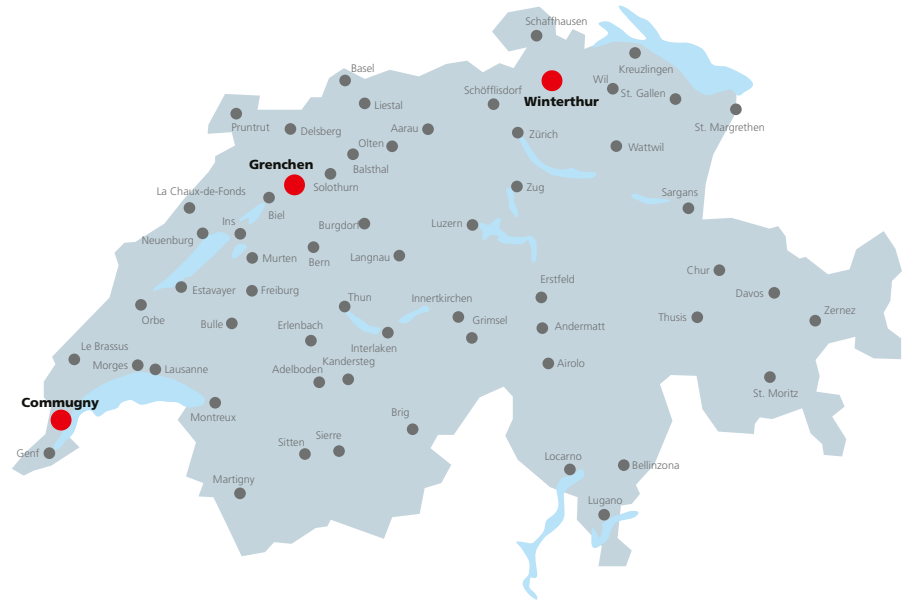 Schaffhausen
Basel
Kreuzlingen
Wil
Schöfflisdorf
St. Gallen
Winterthur
Liestal
Pruntrut
Delsberg
Aarau
Zürich
St. Margrethen
Olten
Wattwil
Grenchen
Balsthal
La Chaux-de-Fonds
Solothurn
Zug
Sargans
Biel
Ins
Burgdorf
Luzern
Neuenburg
Murten
Bern
Langnau
Chur
Erstfeld
Estavayer
Freiburg
Thun
Innertkirchen
Davos
Zernez
Orbe
Bulle
Erlenbach
Grimsel
Andermatt
Thusis
Le Brassus
Interlaken
Kandersteg
Morges
Lausanne
Adelboden
Airolo
St. Moritz
Commugny
Montreux
Brig
Sitten
Sierre
Genf
Locarno
Bellinzona
Martigny
Lugano